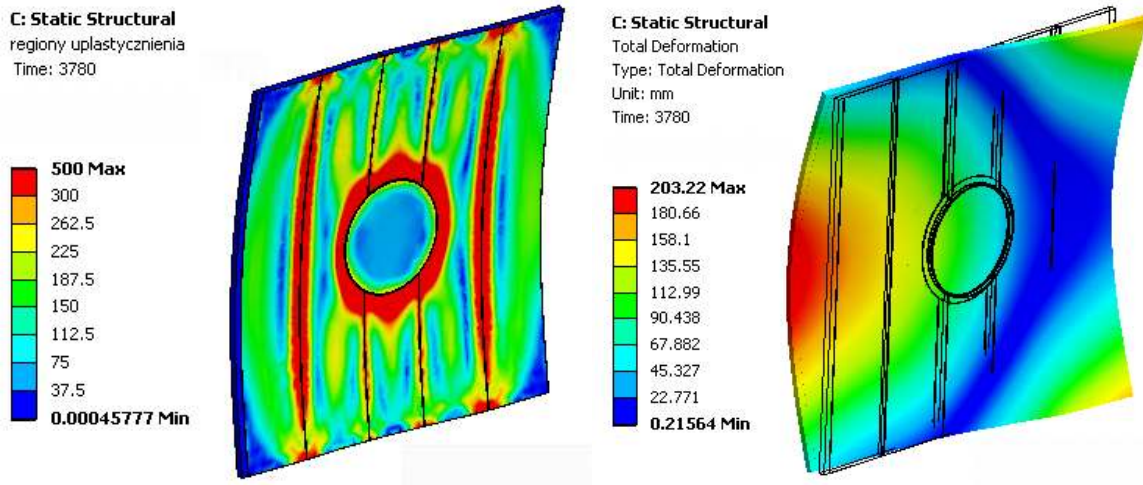 C: Static Structural
regiony uplastycznienia
Time: 3780
500 Max
300
262.5
225
187.5
150
112.5
75
37.5
0.00045777 Min
C: Static Structural
Total Deformation
Type: Total Deformation
Unit: mm
Time: 3780
203.22 Max
180.66
158.1
135.55
112.99
90.438
67.882
45.327
22.771
0.21564 Min